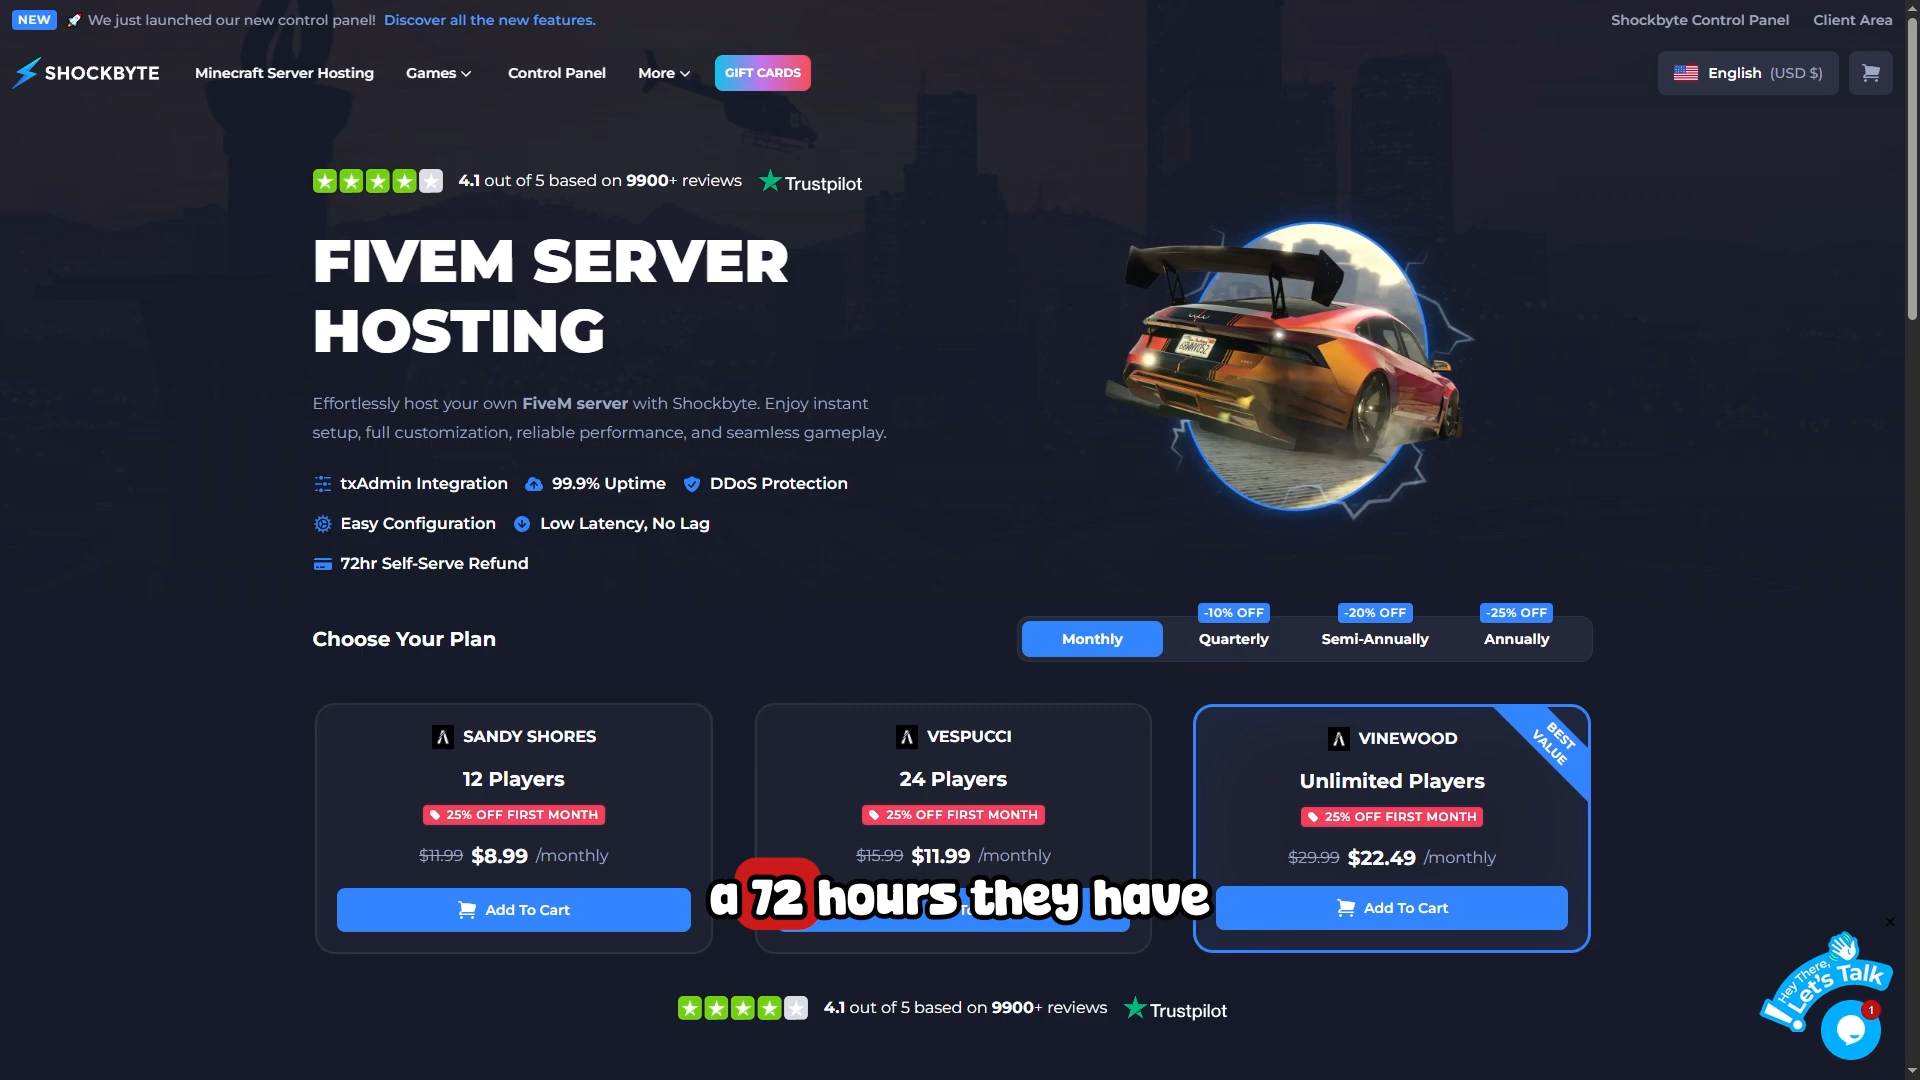 NEW 🚀 We just launched our new control panel! Discover all the new features.
Shockbyte Control Panel Client Area
SHOCKBYTE Minecraft Server Hosting Games Control Panel More GIFT CARDS
English (USD $)
4.1 out of 5 based on 9900+ reviews Trustpilot
FIVEM SERVER
HOSTING
Effortlessly host your own FiveM server with Shockbyte. Enjoy instant
setup, full customization, reliable performance, and seamless gameplay.
txAdmin Integration 99.9% Uptime DDoS Protection
Easy Configuration Low Latency, No Lag
72hr Self-Serve Refund
Choose Your Plan
-10% OFF -20% OFF -25% OFF
Monthly Quarterly Semi-Annually Annually
SANDY SHORES
12 Players
25% OFF FIRST MONTH
$11.99 $8.99 /monthly
Add To Cart
VESPUCCI
24 Players
25% OFF FIRST MONTH
$15.99 $11.99 /monthly
BEST
VALUE
VINEWOOD
Unlimited Players
25% OFF FIRST MONTH
$29.99 $22.49 /monthly
Add To Cart
a 72 hours they have
4.1 out of 5 based on 9900+ reviews Trustpilot
Hey There,
Let's Talk!
1